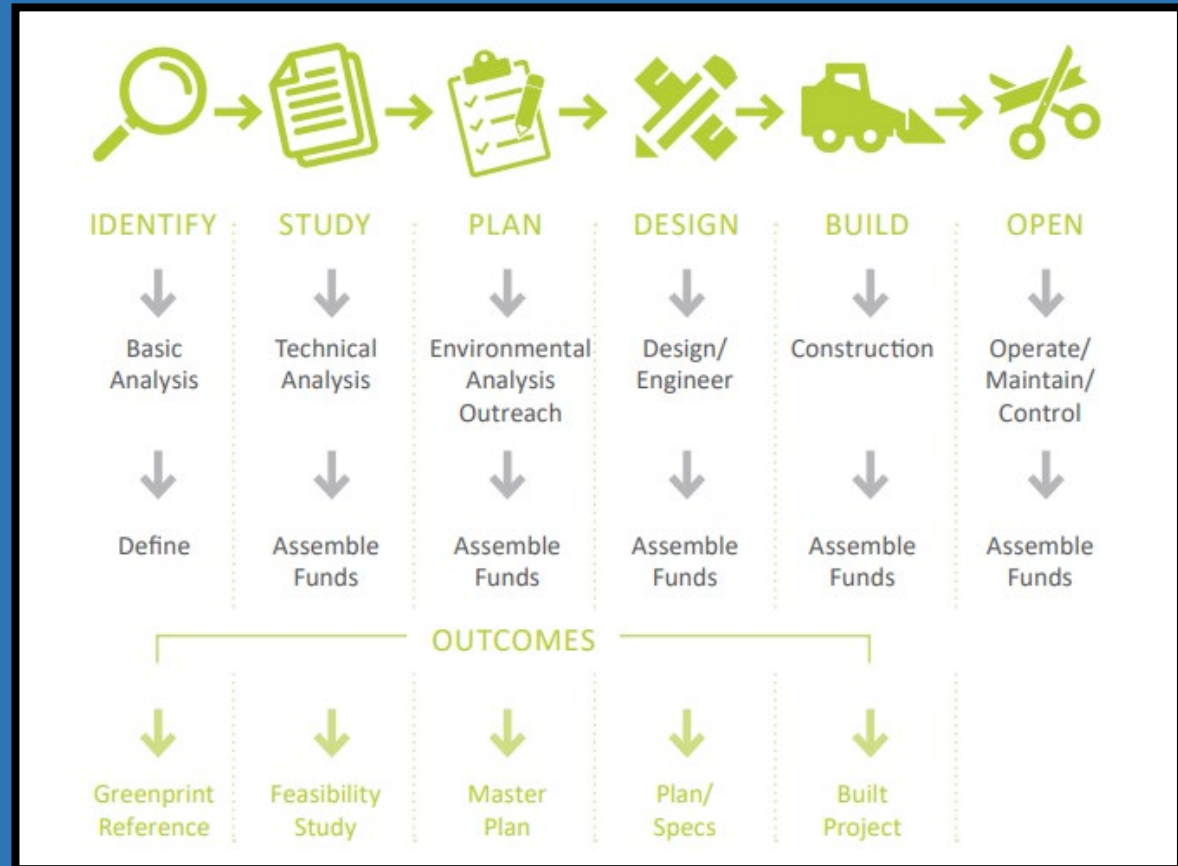 IDENTIFY STUDY PLAN DESIGN BUILD OPEN
Basic
Analysis
Technical
Analysis
Environmental
Analysis
Outreach
Design/
Engineer
Construction
Operate/
Maintain/
Control
Define
Assemble
Funds
Assemble
Funds
Assemble
Funds
Assemble
Funds
Assemble
Funds
OUTCOMES
Greenprint
Reference
Feasibility
Study
Master
Plan
Plan/
Specs
Built
Project